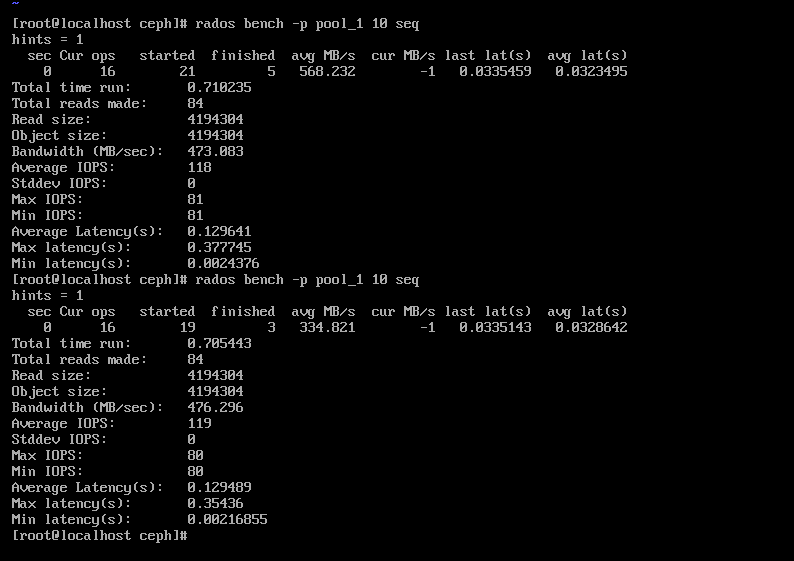 ~
[root@localhost ceph]# rados bench -p pool_1 10 seq
hints = 1
  sec Cur ops   started  finished  avg MB/s  cur MB/s last lat(s)  avg lat(s)
    0      16        21         5   568.232        -1   0.0335459   0.0323495
Total time run:       0.710235
Total reads made:     84
Read size:            4194304
Object size:          4194304
Bandwidth (MB/sec):   473.083
Average IOPS:         118
Stddev IOPS:          0
Max IOPS:             81
Min IOPS:             81
Average Latency(s):   0.129641
Max latency(s):       0.377745
Min latency(s):       0.0024376
[root@localhost ceph]# rados bench -p pool_1 10 seq
hints = 1
  sec Cur ops   started  finished  avg MB/s  cur MB/s last lat(s)  avg lat(s)
    0      16        19         3   334.821        -1   0.0335143   0.0328642
Total time run:       0.705443
Total reads made:     84
Read size:            4194304
Object size:          4194304
Bandwidth (MB/sec):   476.296
Average IOPS:         119
Stddev IOPS:          0
Max IOPS:             80
Min IOPS:             80
Average Latency(s):   0.129489
Max latency(s):       0.35436
Min latency(s):       0.00216855
[root@localhost ceph]#